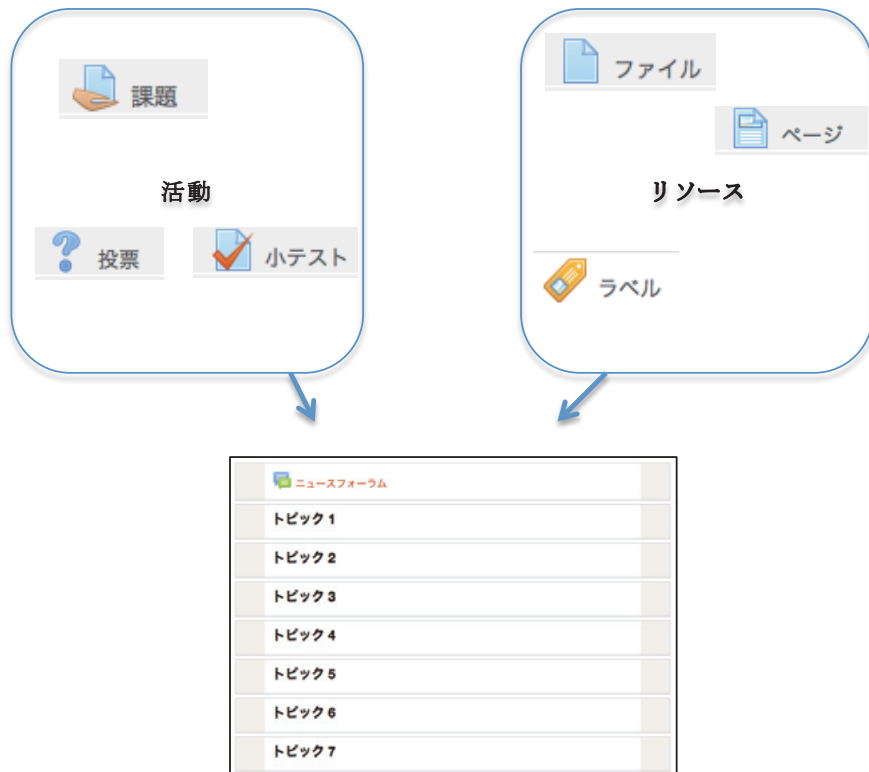 課題
活動
投票
小テスト
ファイル
ページ
リソース
ラベル
ニュースフォーラム
トピック 1
トピック 2
トピック 3
トピック 4
トピック 5
トピック 6
トピック 7